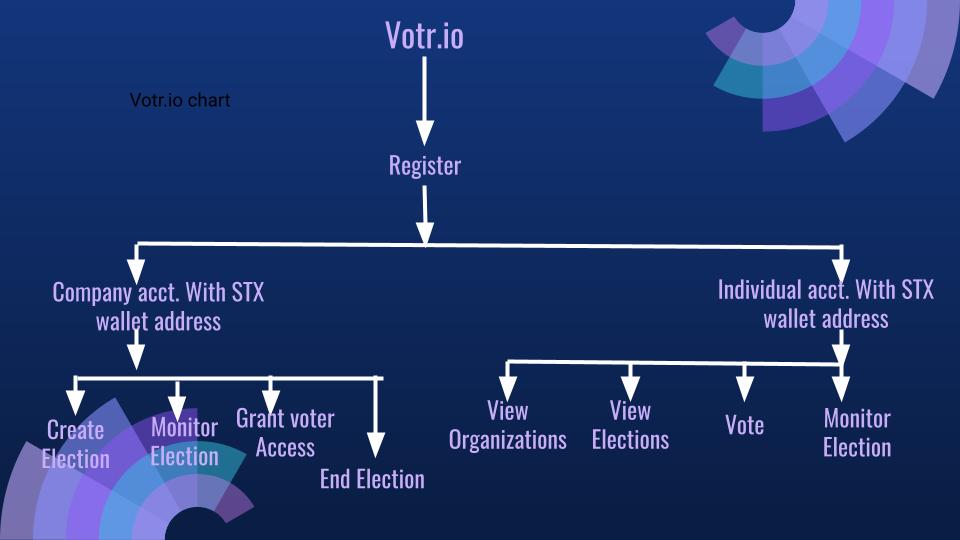 Votr.io
Votr.io chart
Register
Company acct. With STX
wallet address
Individual acct. With STX
wallet address
Create
Election
Monitor
Election
Grant voter
Access
End Election
View
Organizations
View
Elections
Vote
Monitor
Election